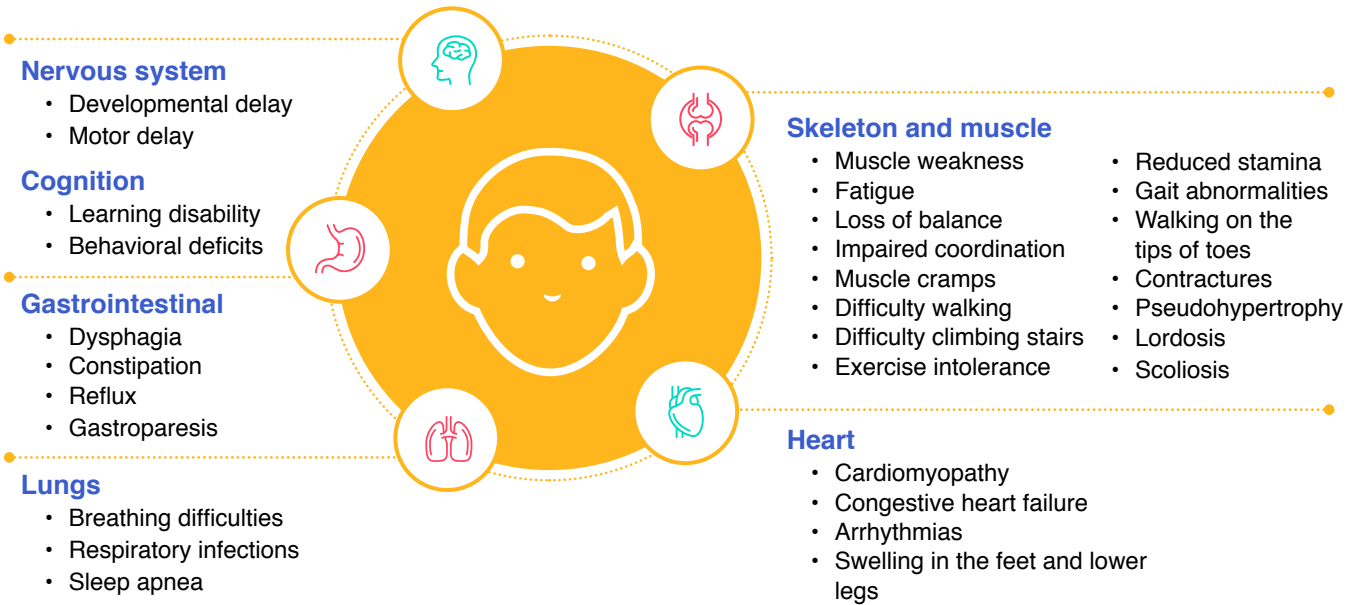 Nervous system
• Developmental delay
• Motor delay
Cognition
• Learning disability
• Behavioral deficits
Gastrointestinal
• Dysphagia
• Constipation
• Reflux
• Gastroparesis
Lungs
• Breathing difficulties
• Respiratory infections
• Sleep apnea
Skeleton and muscle
• Muscle weakness
• Fatigue
• Loss of balance
• Impaired coordination
• Muscle cramps
• Difficulty walking
• Difficulty climbing stairs
• Exercise intolerance
• Reduced stamina
• Gait abnormalities
• Walking on the
tips of toes
• Contractures
• Pseudohypertrophy
• Lordosis
• Scoliosis
Heart
• Cardiomyopathy
• Congestive heart failure
• Arrhythmias
• Swelling in the feet and lower
legs